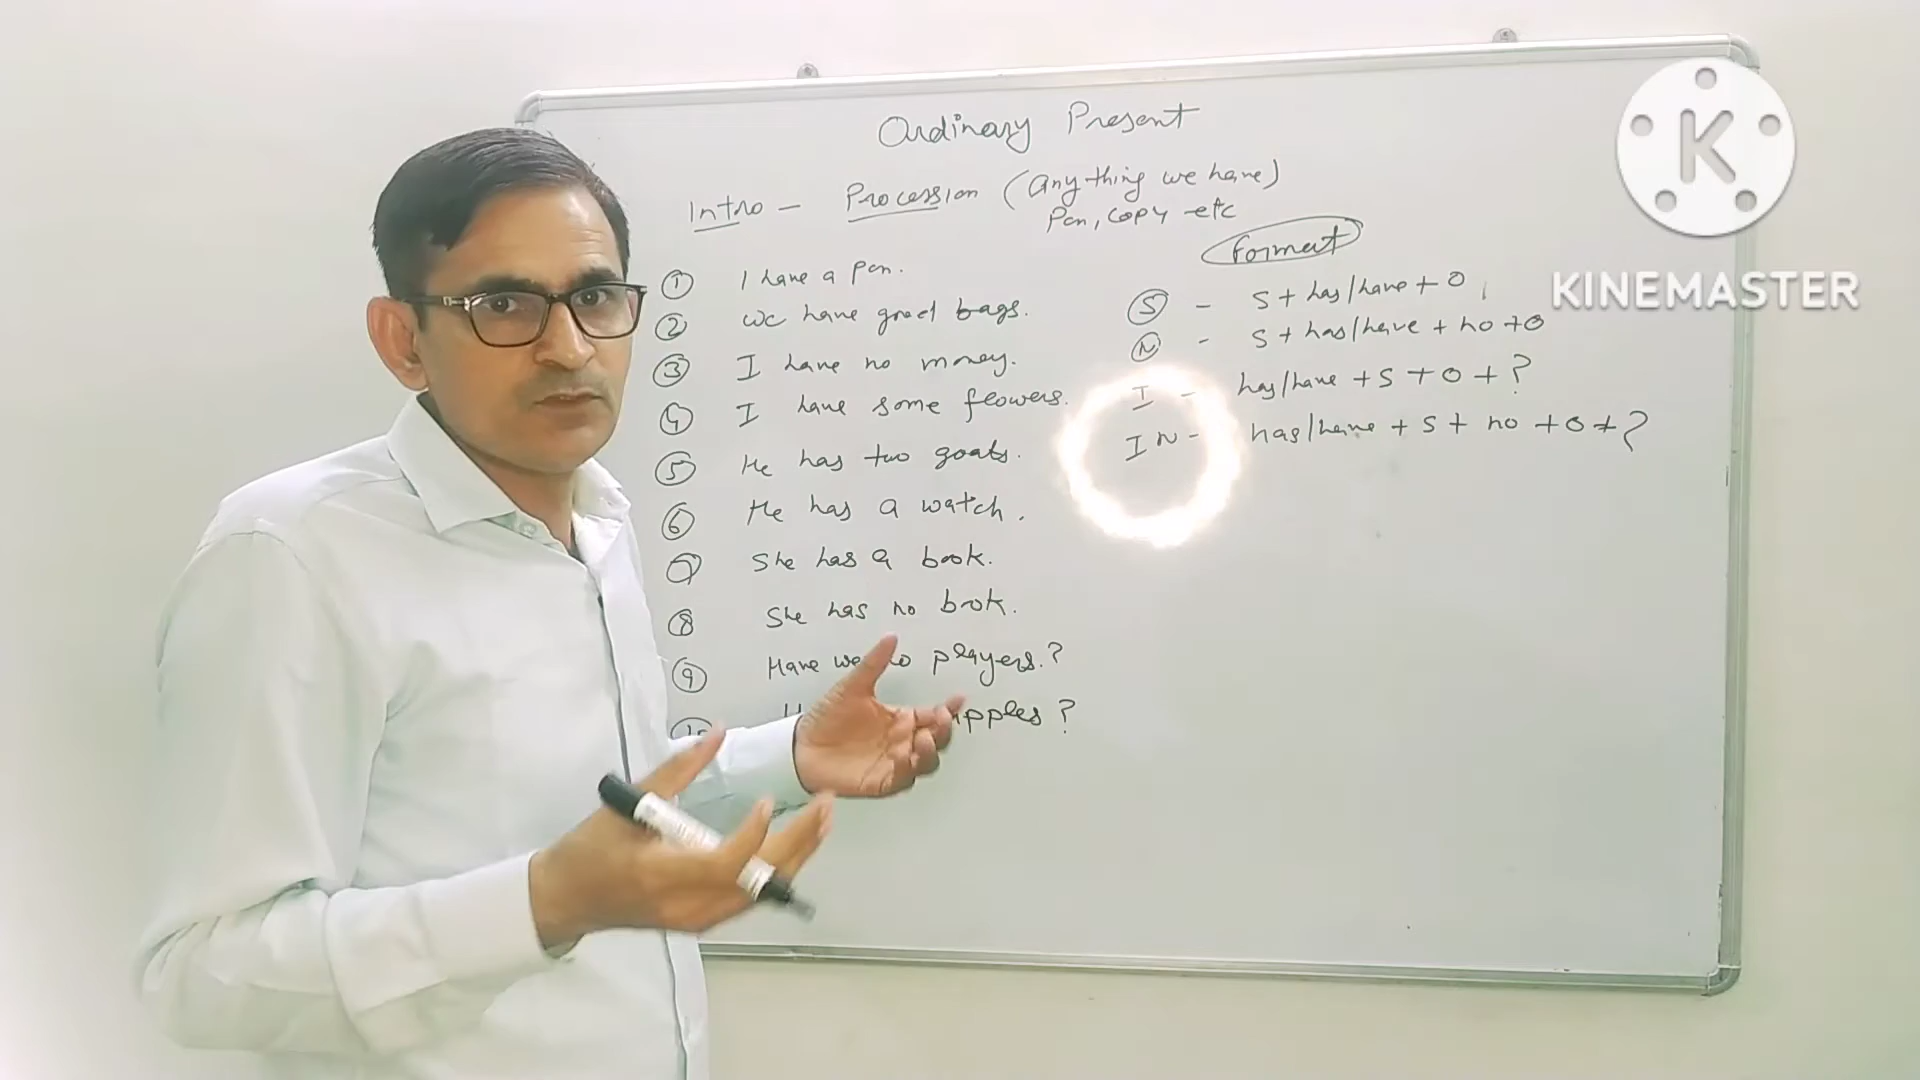 Ordinary Present
Intro - Procession (anything we have)
Pen, copy etc
① I have a pen.
② We have good bags.
③ I have no money.
④ I have some flowers.
⑤ He has two goats.
⑥ He has a watch.
⑦ She has a book.
⑧ She has no book.
⑨ Have we no players.?
apples?
Format
Ⓢ - S + has/have + O
Ⓝ - S + has/have + no + O
I - has/have + S + O + ?
IN - has/have + S + no + O + ?
K
KINEMASTER